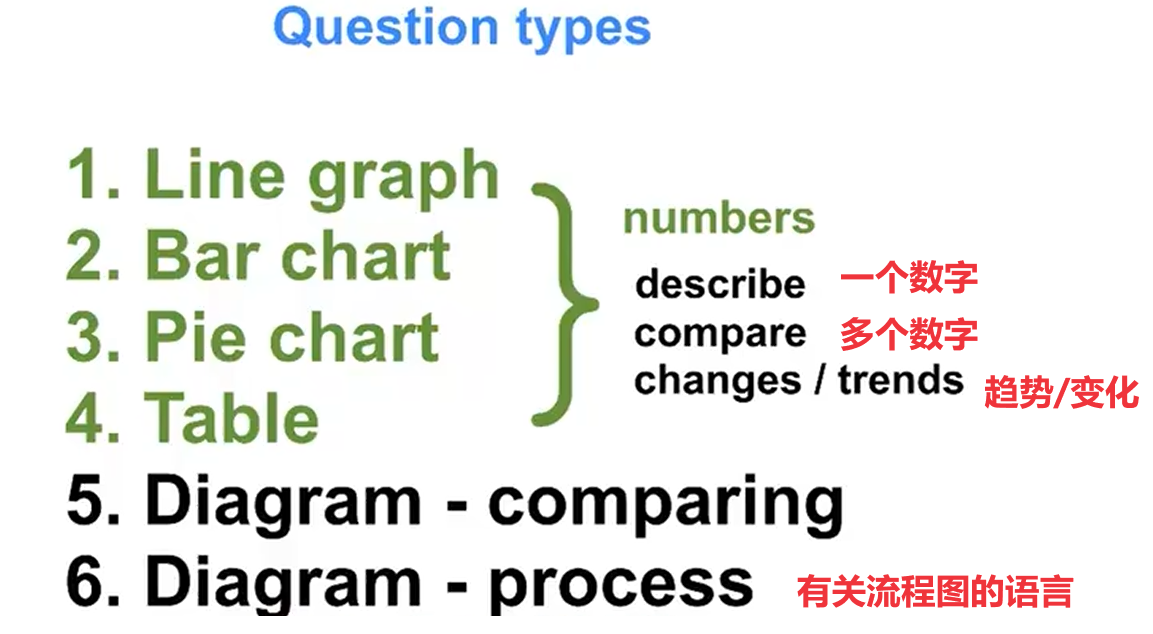 Question types
1. Line graph
2. Bar chart
3. Pie chart
4. Table
numbers
describe 一个数字
compare 多个数字
changes / trends 趋势/变化
5. Diagram - comparing
6. Diagram - process 有关流程图的语言